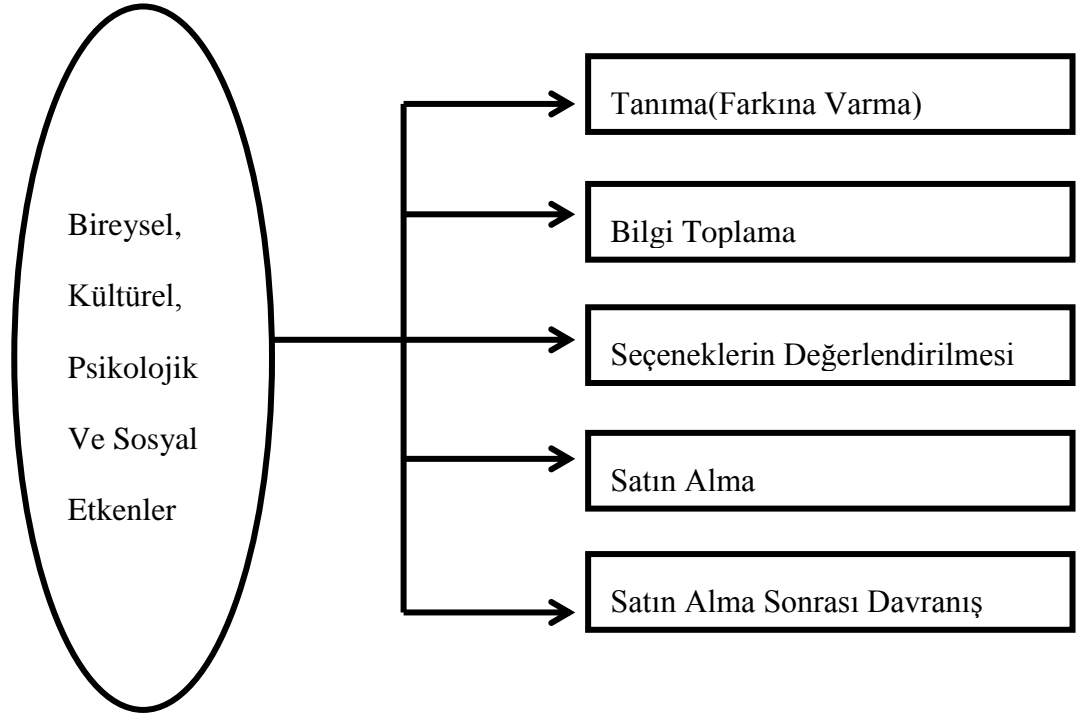 Bireysel,
Kültürel,
Psikolojik
Ve Sosyal
Etkenler
Tanıma(Farkına Varma)
Bilgi Toplama
Seçeneklerin Değerlendirilmesi
Satın Alma
Satın Alma Sonrası Davranış